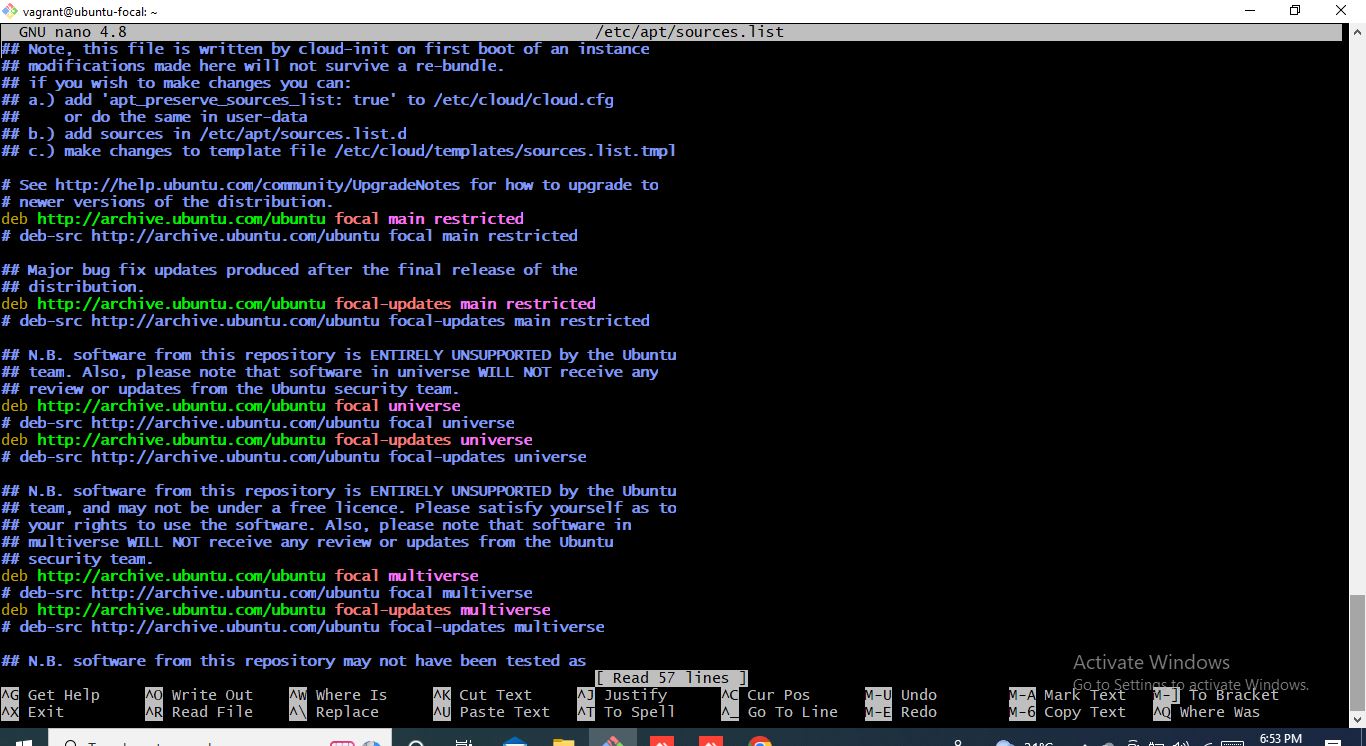 vagrant@ubuntu-focal: ~
GNU nano 4.8 /etc/apt/sources.list
## Note, this file is written by cloud-init on first boot of an instance
## modifications made here will not survive a re-bundle.
## if you wish to make changes you can:
## a.) add 'apt_preserve_sources_list: true' to /etc/cloud/cloud.cfg
##     or do the same in user-data
## b.) add sources in /etc/apt/sources.list.d
## c.) make changes to template file /etc/cloud/templates/sources.list.tmpl
# See http://help.ubuntu.com/community/UpgradeNotes for how to upgrade to
# newer versions of the distribution.
deb http://archive.ubuntu.com/ubuntu focal main restricted
# deb-src http://archive.ubuntu.com/ubuntu focal main restricted
## Major bug fix updates produced after the final release of the
## distribution.
deb http://archive.ubuntu.com/ubuntu focal-updates main restricted
# deb-src http://archive.ubuntu.com/ubuntu focal-updates main restricted
## N.B. software from this repository is ENTIRELY UNSUPPORTED by the Ubuntu
## team. Also, please note that software in universe WILL NOT receive any
## review or updates from the Ubuntu security team.
deb http://archive.ubuntu.com/ubuntu focal universe
# deb-src http://archive.ubuntu.com/ubuntu focal universe
deb http://archive.ubuntu.com/ubuntu focal-updates universe
# deb-src http://archive.ubuntu.com/ubuntu focal-updates universe
## N.B. software from this repository is ENTIRELY UNSUPPORTED by the Ubuntu
## team, and may not be under a free licence. Please satisfy yourself as to
## your rights to use the software. Also, please note that software in
## multiverse WILL NOT receive any review or updates from the Ubuntu
## security team.
deb http://archive.ubuntu.com/ubuntu focal multiverse
# deb-src http://archive.ubuntu.com/ubuntu focal multiverse
deb http://archive.ubuntu.com/ubuntu focal-updates multiverse
# deb-src http://archive.ubuntu.com/ubuntu focal-updates multiverse
## N.B. software from this repository may not have been tested as
[ Read 57 lines ]
^G Get Help ^O Write Out ^W Where Is ^K Cut Text ^J Justify ^C Cur Pos M-U Undo M-A Mark Text M-] To Bracket
^X Exit ^R Read File ^\ Replace ^U Paste Text ^T To Spell ^_ Go To Line M-E Redo M-6 Copy Text ^Q Where Was
Activate Windows
Go to Settings to activate Windows.
6:53 PM